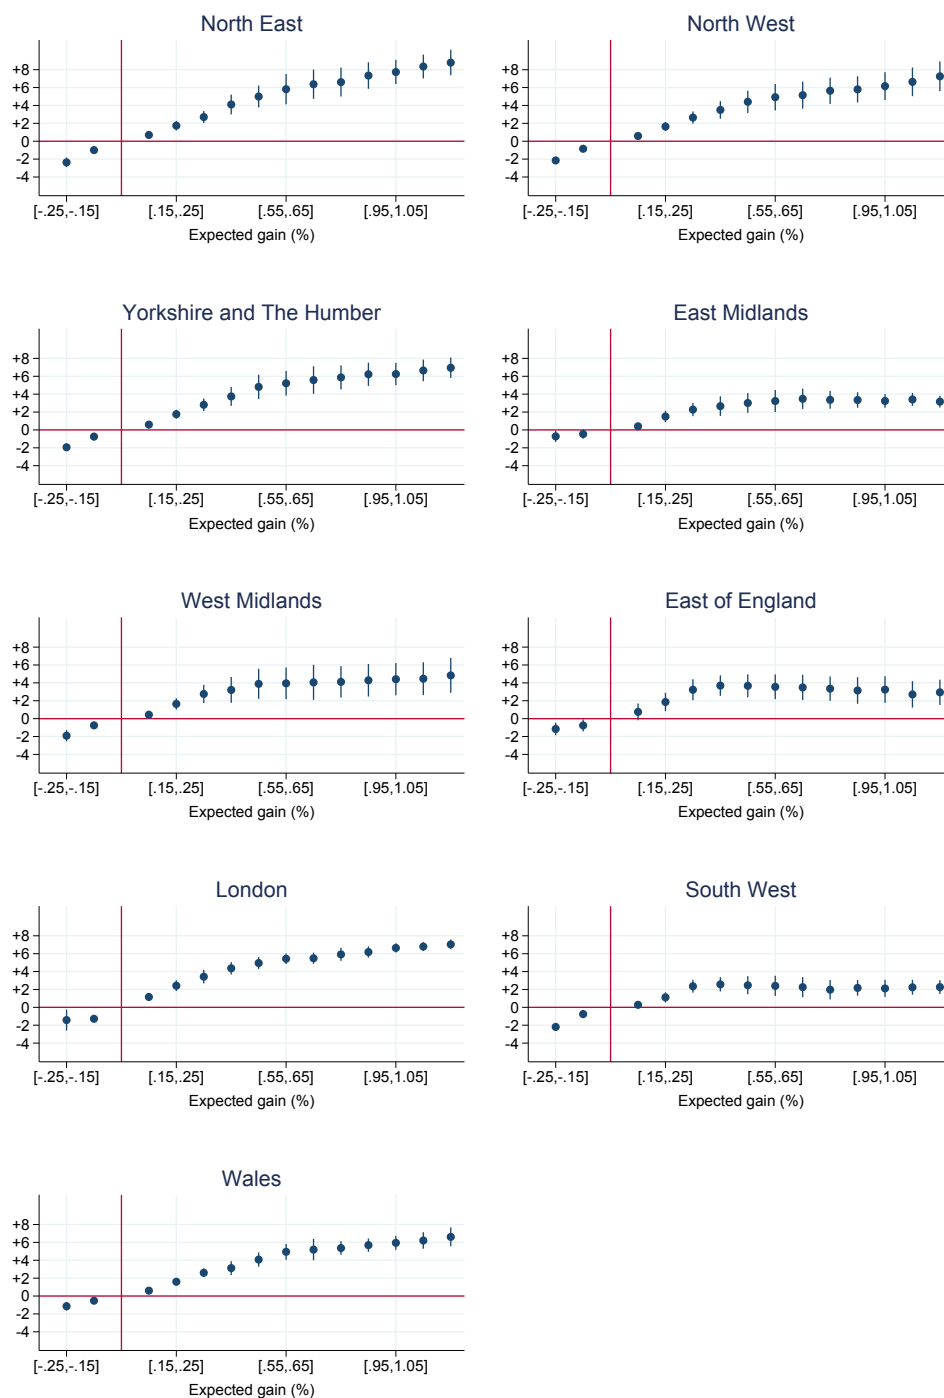 North East
+8
+6
+4
+2
0
-2
-4
[-.25,-.15] [.15,.25] [.55,.65] [.95,1.05]
Expected gain (%)
North West
+8
+6
+4
+2
0
-2
-4
[-.25,-.15] [.15,.25] [.55,.65] [.95,1.05]
Expected gain (%)
Yorkshire and The Humber
+8
+6
+4
+2
0
-2
-4
[-.25,-.15] [.15,.25] [.55,.65] [.95,1.05]
Expected gain (%)
East Midlands
+8
+6
+4
+2
0
-2
-4
[-.25,-.15] [.15,.25] [.55,.65] [.95,1.05]
Expected gain (%)
West Midlands
+8
+6
+4
+2
0
-2
-4
[-.25,-.15] [.15,.25] [.55,.65] [.95,1.05]
Expected gain (%)
East of England
+8
+6
+4
+2
0
-2
-4
[-.25,-.15] [.15,.25] [.55,.65] [.95,1.05]
Expected gain (%)
London
+8
+6
+4
+2
0
-2
-4
[-.25,-.15] [.15,.25] [.55,.65] [.95,1.05]
Expected gain (%)
South West
+8
+6
+4
+2
0
-2
-4
[-.25,-.15] [.15,.25] [.55,.65] [.95,1.05]
Expected gain (%)
Wales
+8
+6
+4
+2
0
-2
-4
[-.25,-.15] [.15,.25] [.55,.65] [.95,1.05]
Expected gain (%)